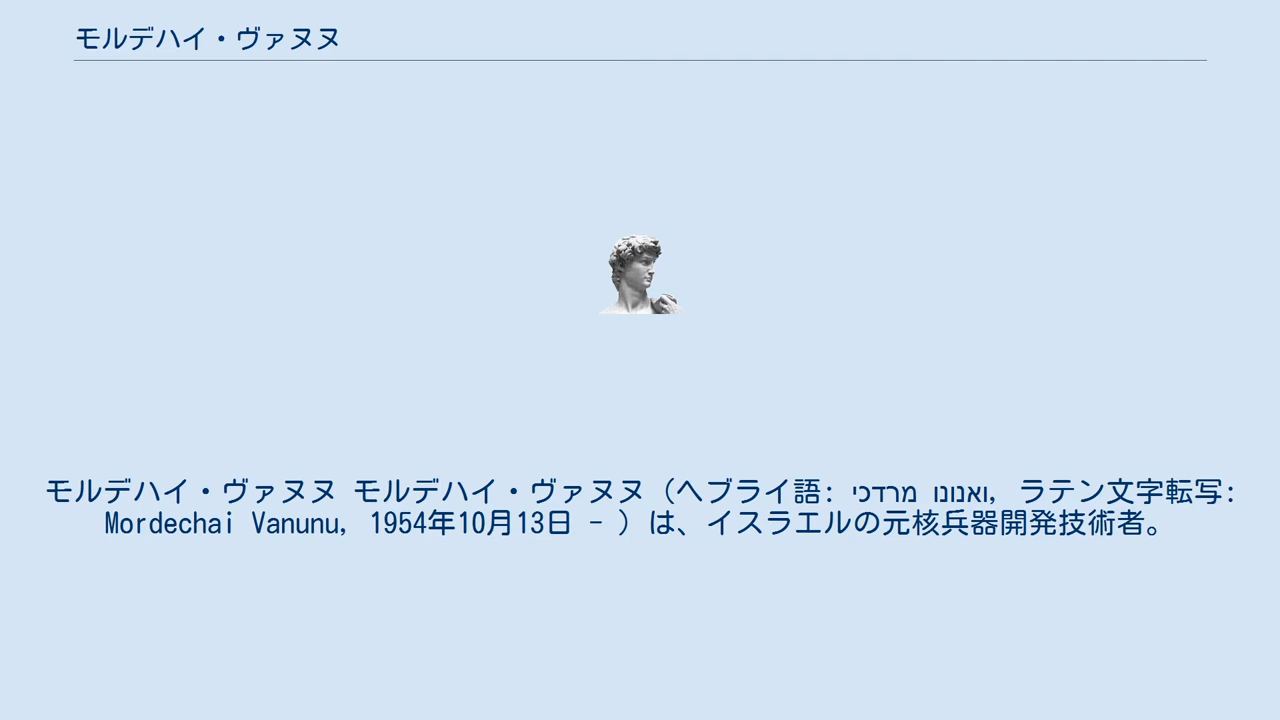 モルデハイ・ヴァヌヌ
モルデハイ・ヴァヌヌ モルデハイ・ヴァヌヌ（ヘブライ語: מרדכי ואנונו‎, ラテン文字転写:
Mordechai Vanunu, 1954年10月13日 - ）は、イスラエルの元核兵器開発技術者。